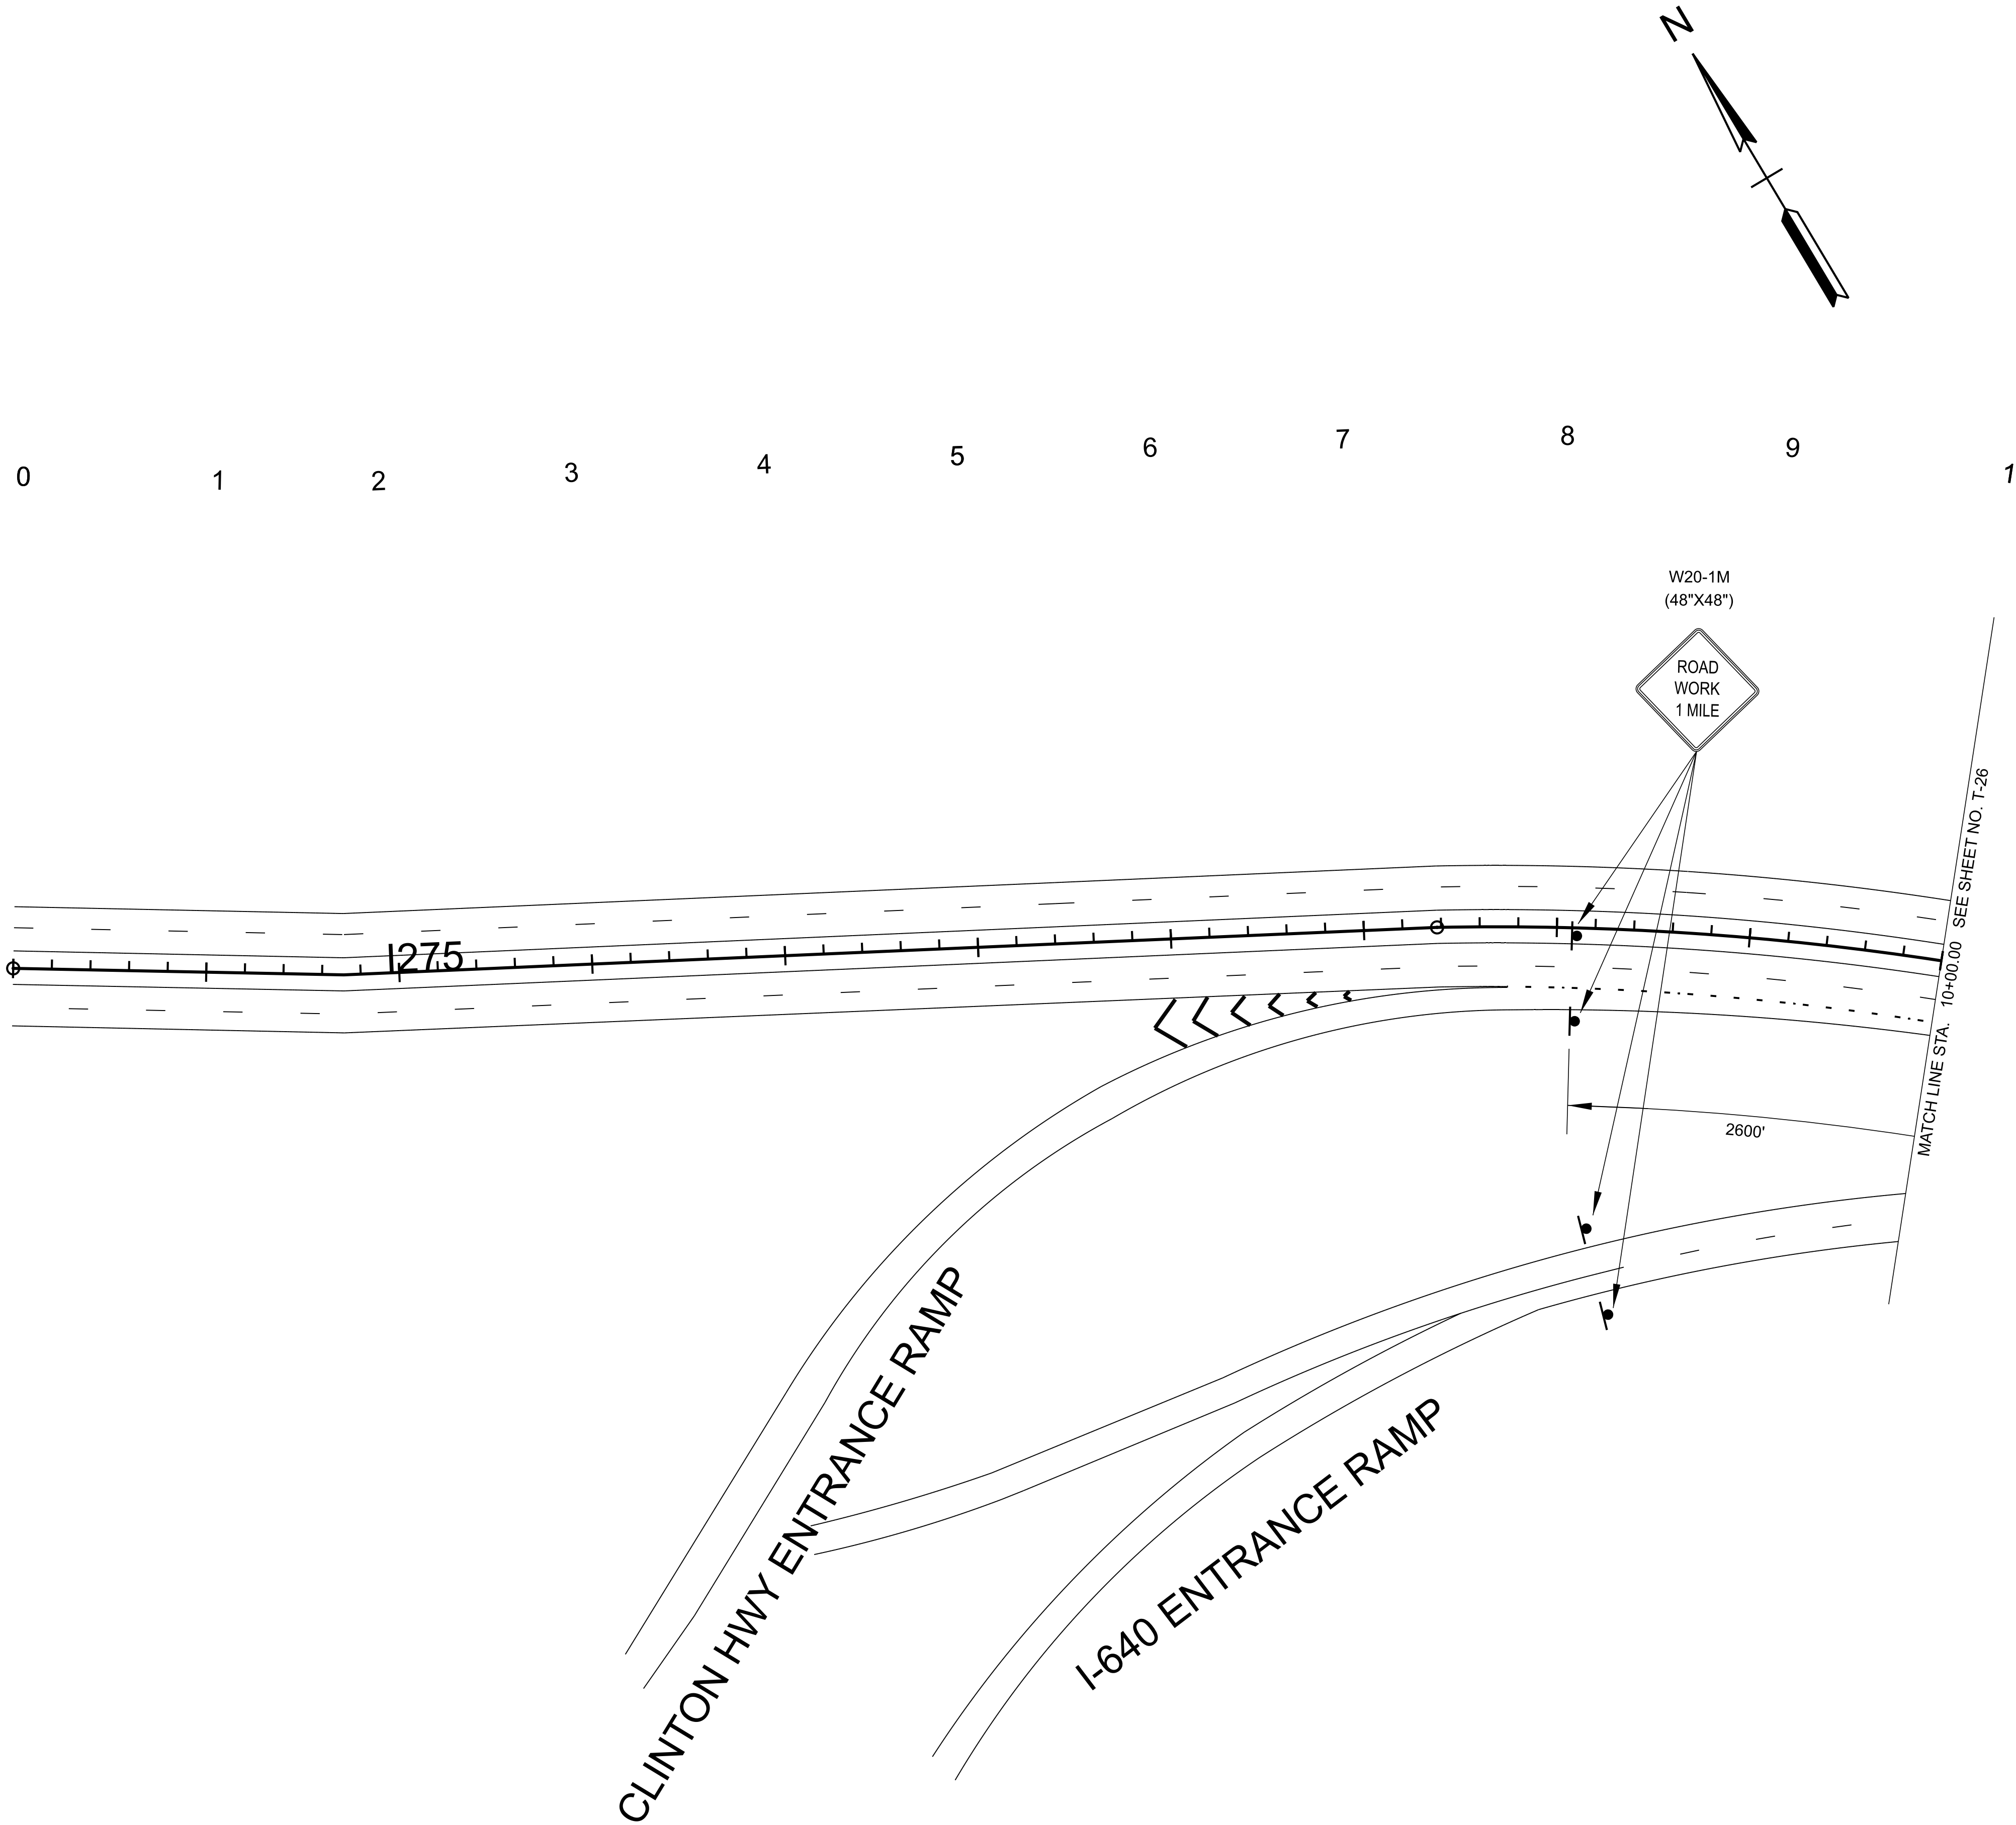 N
0
1
2
3
4
5
6
7
8
9
1
W20-1M
(48"X48")
ROAD
WORK
1 MILE
I275
MATCH LINE STA. 10+00.00 SEE SHEET NO. T-26
2600'
CLINTON HWY ENTRANCE RAMP
I-640 ENTRANCE RAMP